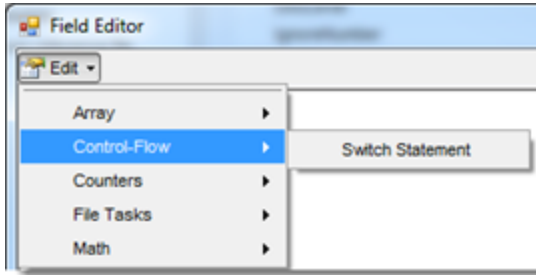 Field Editor
Edit
Array
Control-Flow
Switch Statement
Counters
File Tasks
Math